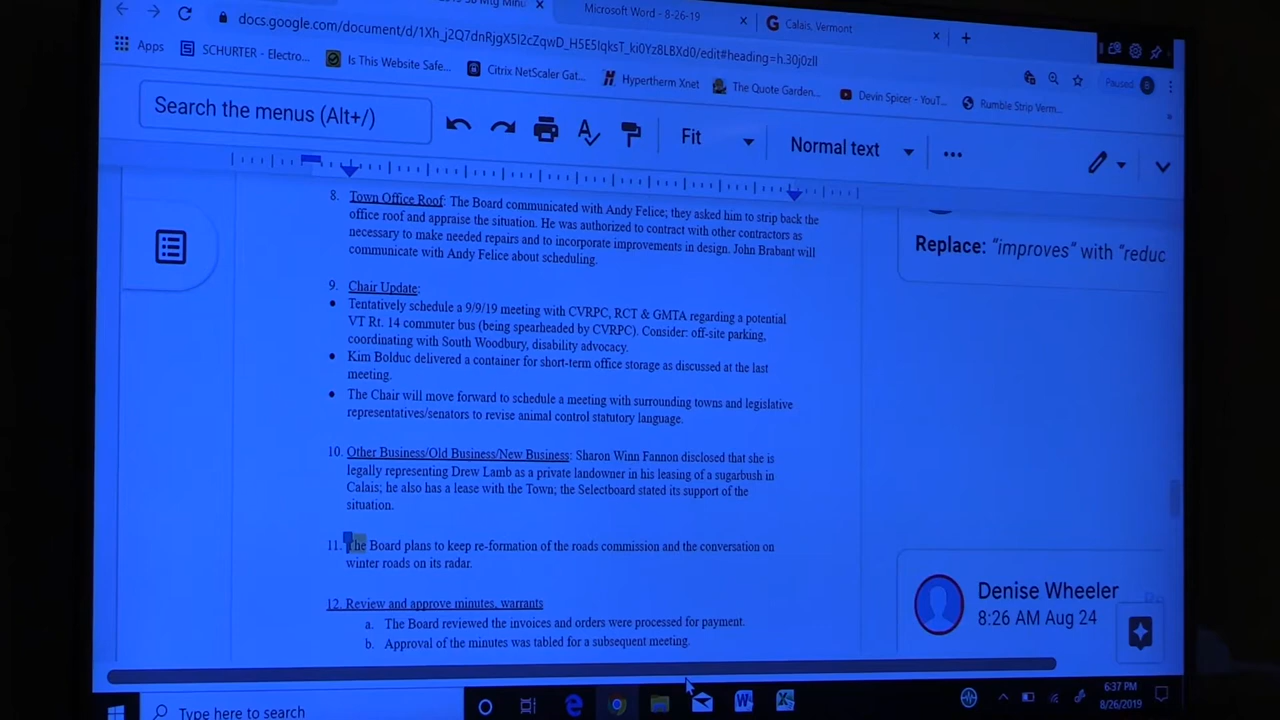 Microsoft Word - 8-26-19
Calais, Vermont
docs.google.com/document/d/1Xh_j2Q7dnRjgX5I2cZqwD_H5E5IqksT_ki0Yz8LBXd0/edit#heading=h.30j0zll
Paused
Apps
SCHURTER - Electro...
Is This Website Safe...
Citrix NetScaler Gat...
Hypertherm Xnet
The Quote Garden...
Devin Spicer - YouT...
Rumble Strip Verm...
Search the menus (Alt+/)
Fit
Normal text
8. Town Office Roof: The Board communicated with Andy Felice; they asked him to strip back the
office roof and appraise the situation. He was authorized to contract with other contractors as
necessary to make needed repairs and to incorporate improvements in design. John Brabant will
communicate with Andy Felice about scheduling.
Replace: "improves" with "reduc
9. Chair Update:
• Tentatively schedule a 9/9/19 meeting with CVRPC, RCT & GMTA regarding a potential
VT Rt. 14 commuter bus (being spearheaded by CVRPC). Consider: off-site parking,
coordinating with South Woodbury, disability advocacy.
• Kim Bolduc delivered a container for short-term office storage as discussed at the last
meeting.
• The Chair will move forward to schedule a meeting with surrounding towns and legislative
representatives/senators to revise animal control statutory language.
10. Other Business/Old Business/New Business: Sharon Winn Fannon disclosed that she is
legally representing Drew Lamb as a private landowner in his leasing of a sugarbush in
Calais; he also has a lease with the Town; the Selectboard stated its support of the
situation.
11. The Board plans to keep re-formation of the roads commission and the conversation on
winter roads on its radar.
12. Review and approve minutes, warrants
a. The Board reviewed the invoices and orders were processed for payment.
b. Approval of the minutes was tabled for a subsequent meeting.
Denise Wheeler
8:26 AM Aug 24
Type here to search
6:37 PM
8/26/2019